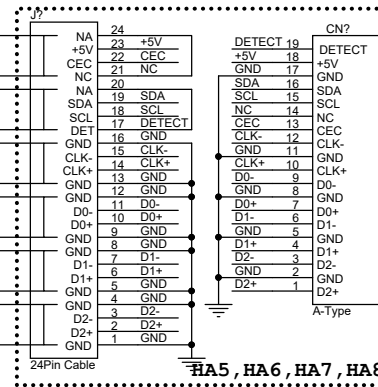 J?
NA 24
+5V 23 +5V
CEC 22 CEC
NC 21 NC
NA 20
SDA 19 SDA
SCL 18 SCL
DET 17 DETECT
GND 16 GND
CLK- 15 CLK-
CLK+ 14 CLK+
GND 13 GND
GND 12 GND
D0- 11 D0-
D0+ 10 D0+
GND 9 GND
GND 8 GND
D1- 7 D1-
D1+ 6 D1+
GND 5 GND
GND 4 GND
D2- 3 D2-
D2+ 2 D2+
GND 1 GND
24Pin Cable
CN?
DETECT 19 DETECT
+5V 18 +5V
GND 17 GND
SDA 16 SDA
SCL 15 SCL
NC 14 NC
CEC 13 CEC
CLK- 12 CLK-
GND 11 GND
CLK+ 10 CLK+
D0- 9 D0-
GND 8 GND
D0+ 7 D0+
D1- 6 D1-
GND 5 GND
D1+ 4 D1+
D2- 3 D2-
GND 2 GND
D2+ 1 D2+
A-Type
HA5,HA6,HA7,HA8